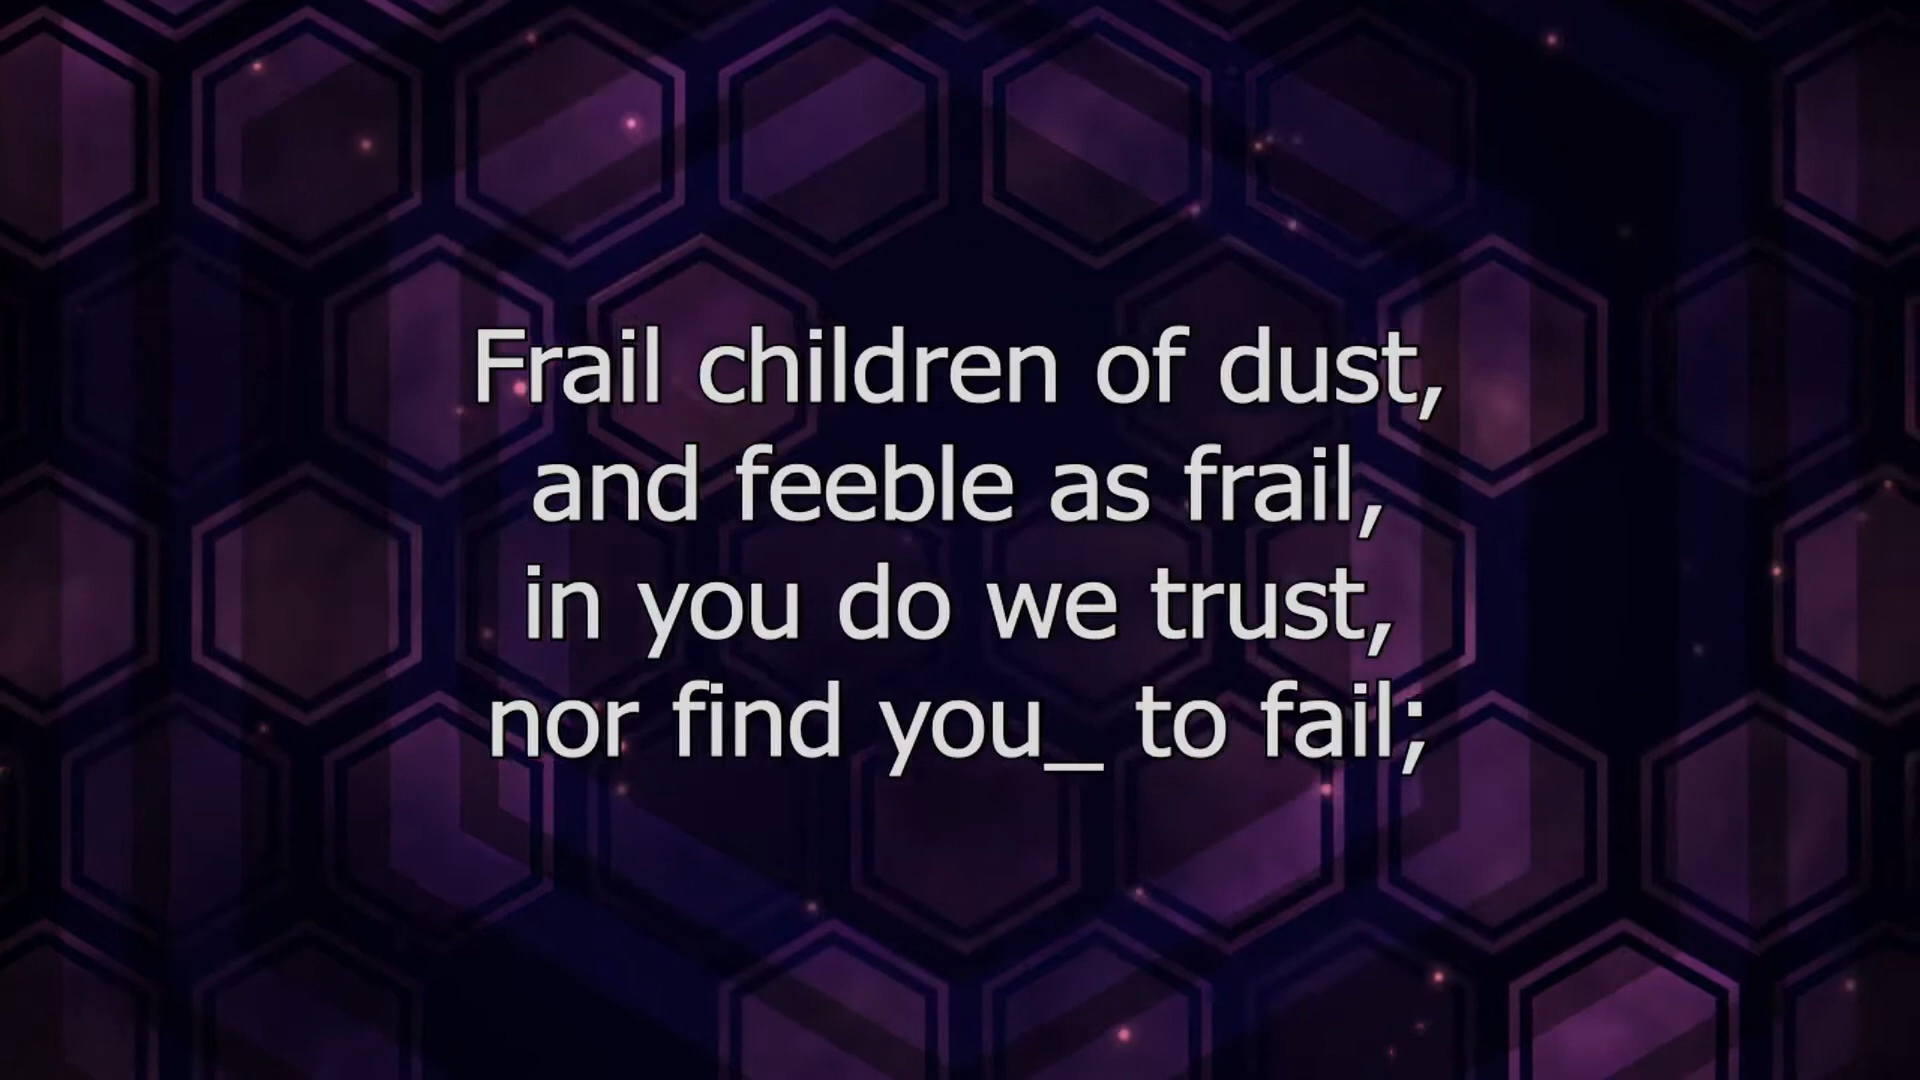 Frail children of dust,
and feeble as frail,
in you do we trust,
nor find you_ to fail;